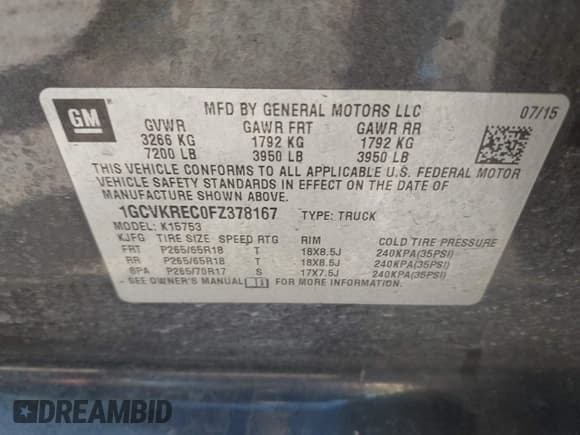 GM
MFD BY GENERAL MOTORS LLC 07/15
GVWR GAWR FRT GAWR RR
3266 KG 1792 KG 1792 KG
7200 LB 3950 LB 3950 LB
THIS VEHICLE CONFORMS TO ALL APPLICABLE U.S. FEDERAL MOTOR
VEHICLE SAFETY STANDARDS IN EFFECT ON THE DATE OF
MANUFACTURE SHOWN ABOVE.
1GCVKREC0FZ378167 TYPE: TRUCK
MODEL: K15753
KJFG TIRE SIZE SPEED RTG RIM COLD TIRE PRESSURE
FRT P265/65R18 T 18X8.5J 240KPA(35PSI)
RR P265/65R18 T 18X8.5J 240KPA(35PSI)
SPA P265/70R17 S 17X7.5J 240KPA(35PSI)
- SEE OWNER'S MANUAL i FOR MORE INFORMATION.
DREAMBID